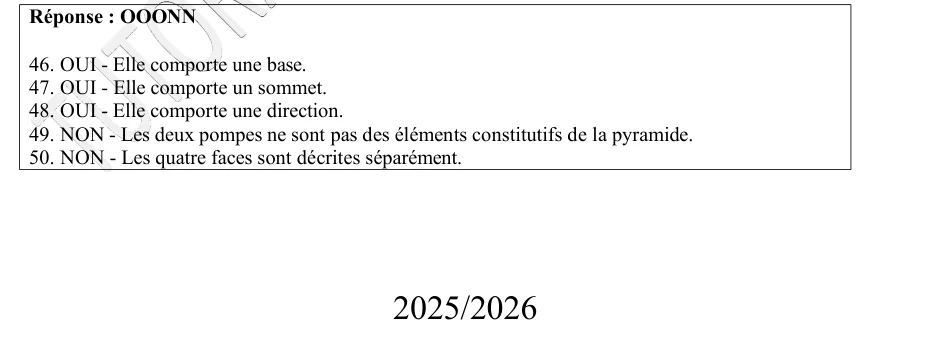 Réponse : OOONN
46. OUI - Elle comporte une base.
47. OUI - Elle comporte un sommet.
48. OUI - Elle comporte une direction.
49. NON - Les deux pompes ne sont pas des éléments constitutifs de la pyramide.
50. NON - Les quatre faces sont décrites séparément.
2025/2026